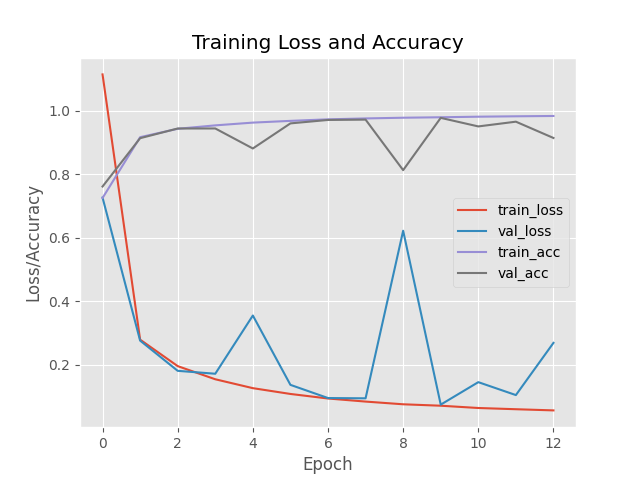 Training Loss and Accuracy
Loss/Accuracy
1.0
0.8
0.6
0.4
0.2
train_loss
val_loss
train_acc
val_acc
0 2 4 6 8 10 12
Epoch